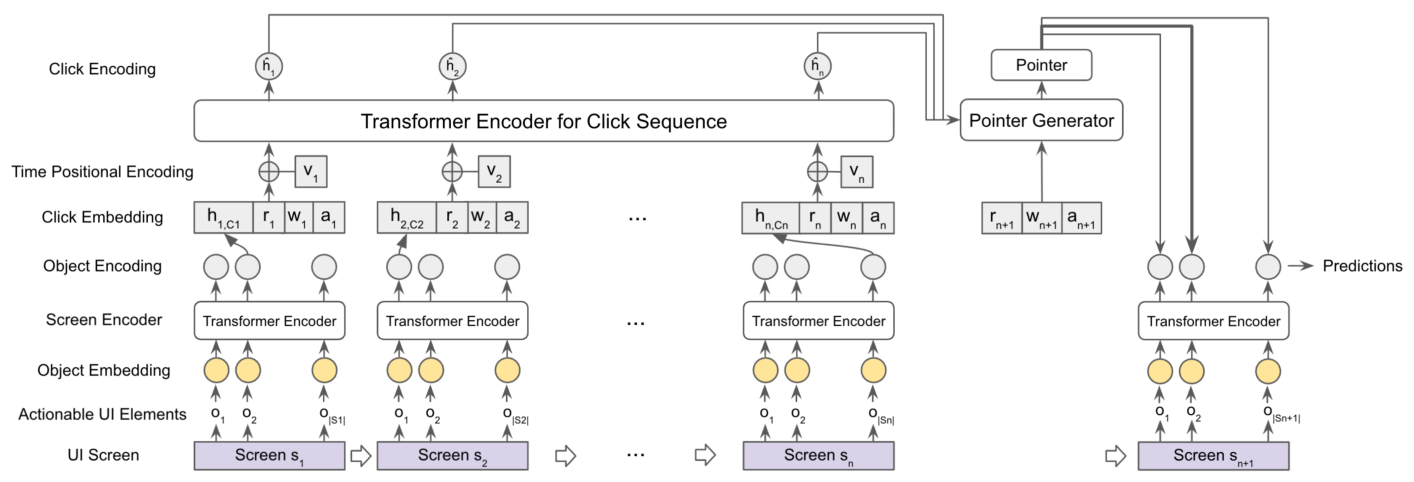 Click Encoding ĥ1 ĥ2 ĥn Pointer
Transformer Encoder for Click Sequence Pointer Generator
Time Positional Encoding v1 v2 vn
Click Embedding h1,C1 r1 w1 a1 h2,C2 r2 w2 a2 ... hn,Cn rn wn an rn+1 wn+1 an+1
Object Encoding Predictions
Screen Encoder Transformer Encoder Transformer Encoder ... Transformer Encoder Transformer Encoder
Object Embedding
Actionable UI Elements o1 o2 o|S1| o1 o2 o|S2| o1 o2 o|Sn| o1 o2 o|Sn+1|
UI Screen Screen s1 Screen s2 ... Screen sn Screen sn+1